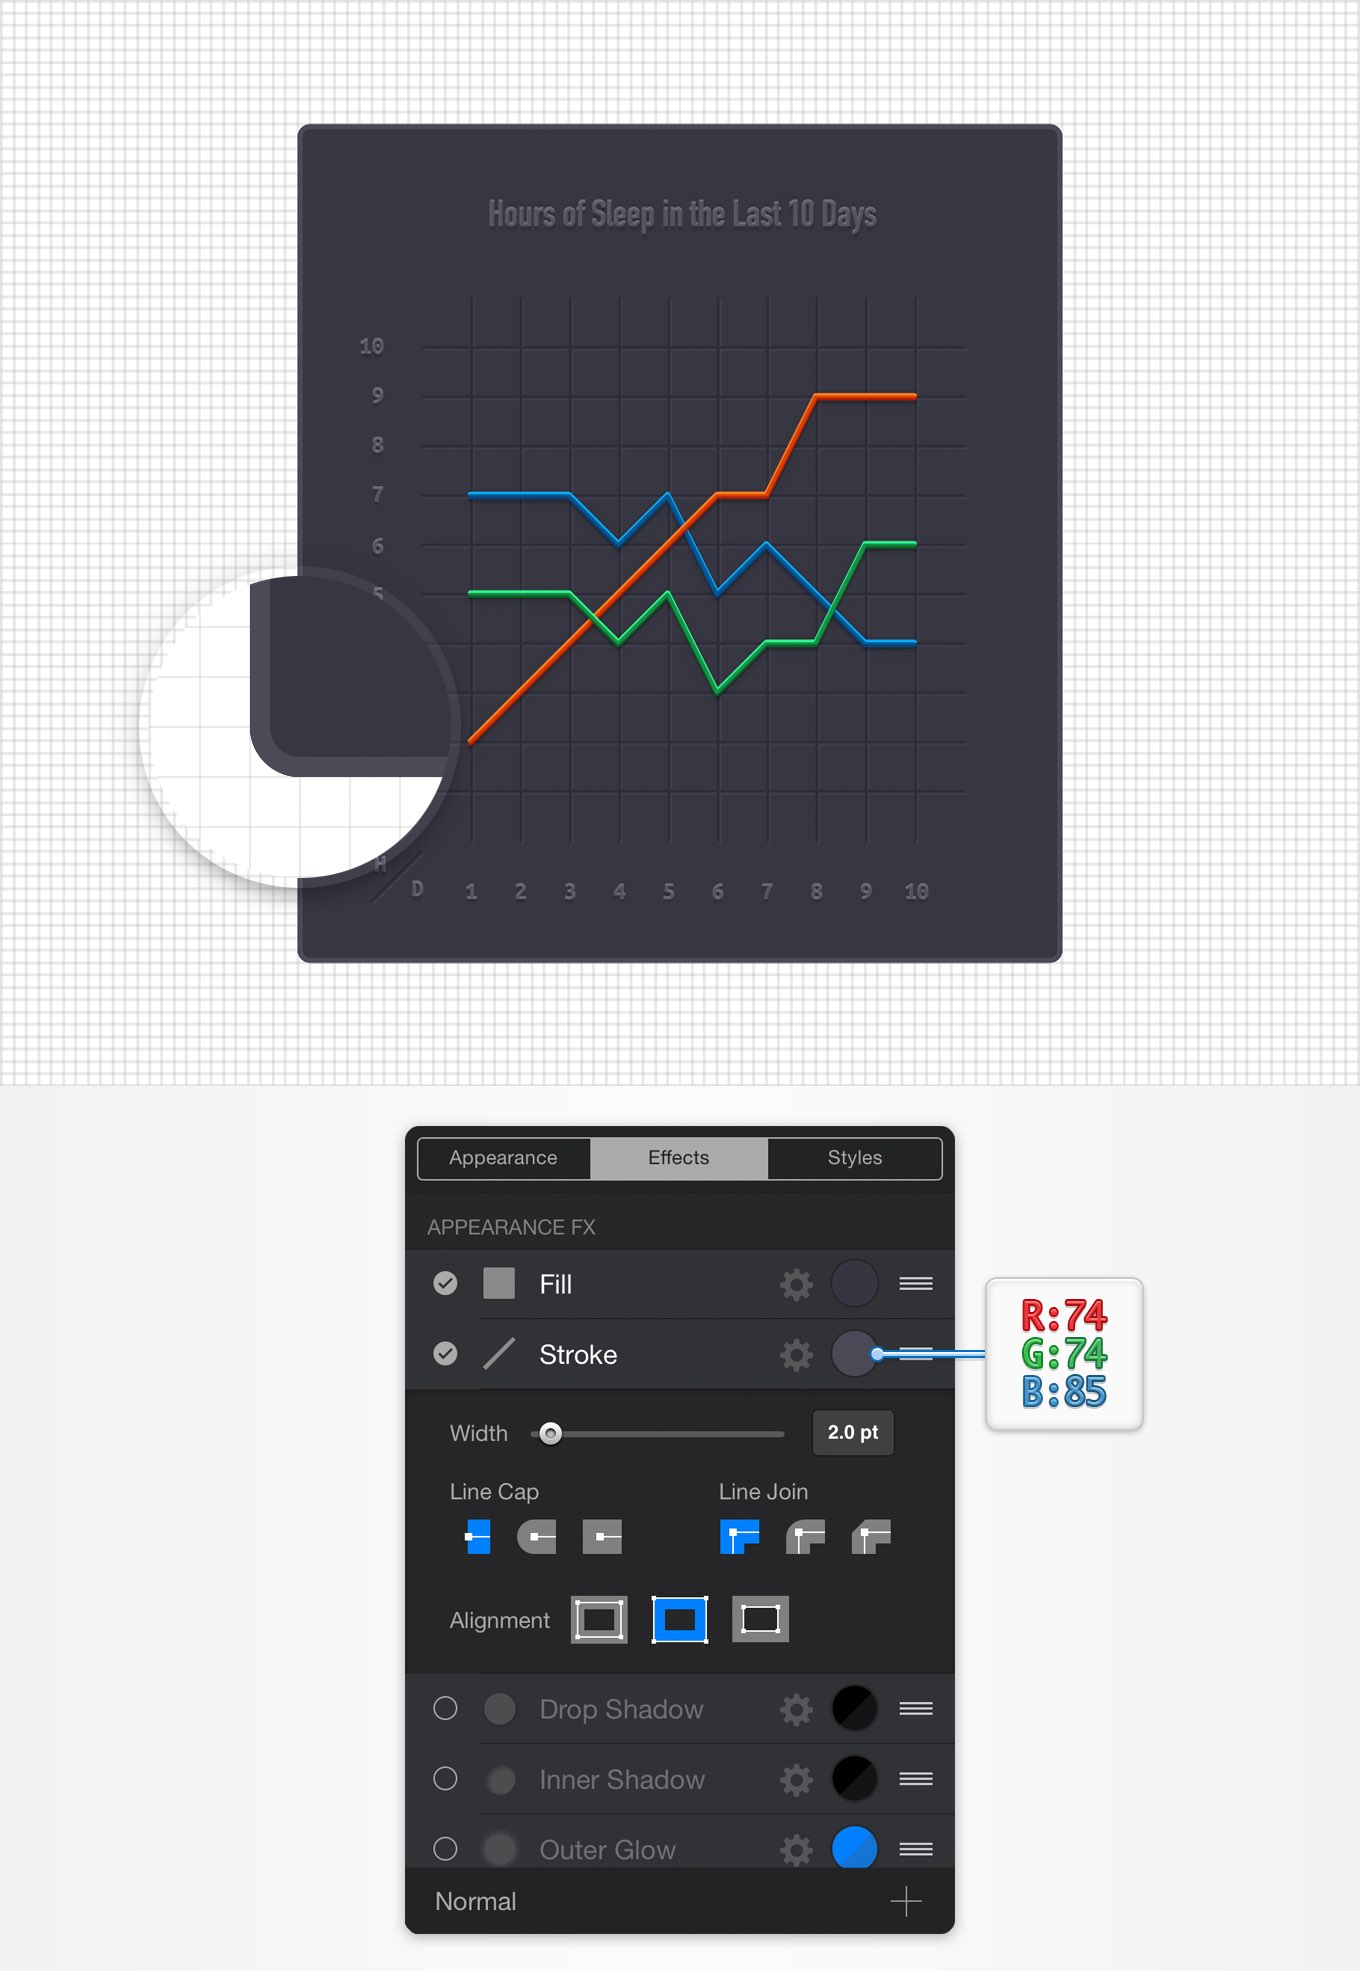 Hours of Sleep in the Last 10 Days
10
9
8
7
6
5
H
D 1 2 3 4 5 6 7 8 9 10
Appearance Effects Styles
APPEARANCE FX
Fill
Stroke
R:74
G:74
B:85
Width 2.0 pt
Line Cap Line Join
Alignment
Drop Shadow
Inner Shadow
Outer Glow
Normal